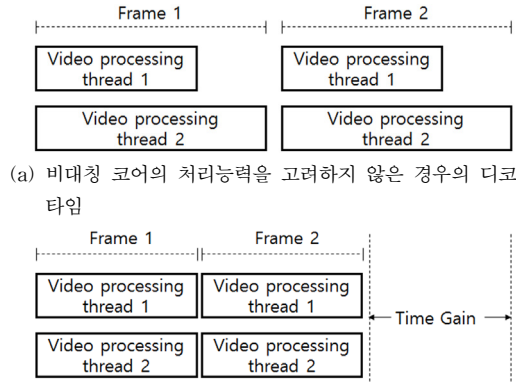 Frame 1
Frame 2
Video processing
thread 1
Video processing
thread 1
Video processing
thread 2
Video processing
thread 2
(a) 비대칭 코어의 처리능력을 고려하지 않은 경우의 디코
타임
Frame 1
Frame 2
Video processing
thread 1
Video processing
thread 1
Time Gain
Video processing
thread 2
Video processing
thread 2